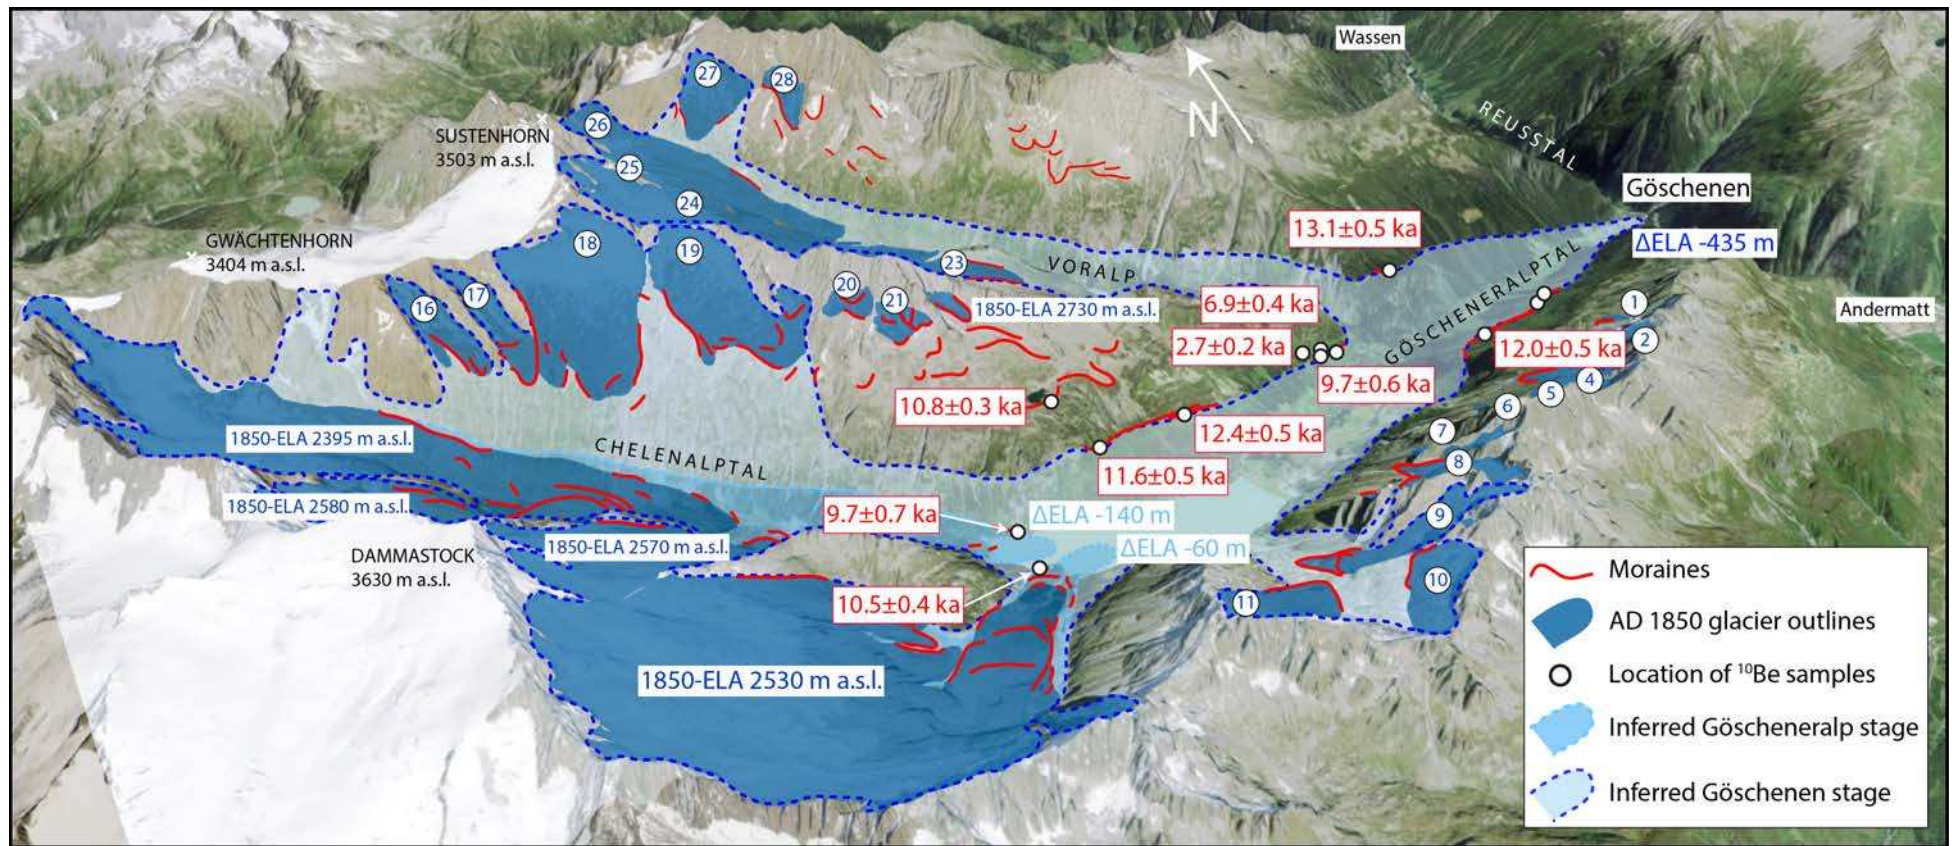 Wassen
27
28
N
REUSSTAL
26
SUSTENHORN
3503 m a.s.l.
25
Göschenen
24
13.1±0.5 ka
GWÄCHTENHORN
3404 m a.s.l.
18
19
ΔELA -435 m
23
VORALP
GÖSCHENERALPTAL
20
21
1850-ELA 2730 m a.s.l.
6.9±0.4 ka
16
17
1
Andermatt
2
2.7±0.2 ka
12.0±0.5 ka
9.7±0.6 ka
4
5
6
10.8±0.3 ka
12.4±0.5 ka
7
8
1850-ELA 2395 m a.s.l.
CHELENALPTAL
11.6±0.5 ka
1850-ELA 2580 m a.s.l.
9.7±0.7 ka
ΔELA -140 m
9
1850-ELA 2570 m a.s.l.
ΔELA -60 m
DAMMASTOCK
3630 m a.s.l.
10.5±0.4 ka
10
11
1850-ELA 2530 m a.s.l.
Moraines
AD 1850 glacier outlines
Location of ¹⁰Be samples
Inferred Göscheneralp stage
Inferred Göschenen stage